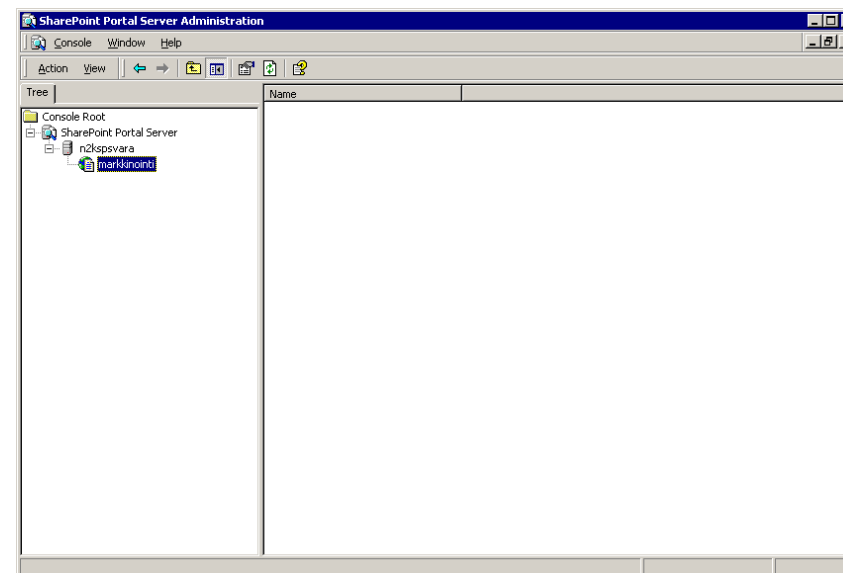 SharePoint Portal Server Administration
Console Window Help
Action View
Tree
Name
Console Root
SharePoint Portal Server
n2kspsvara
markkinointi